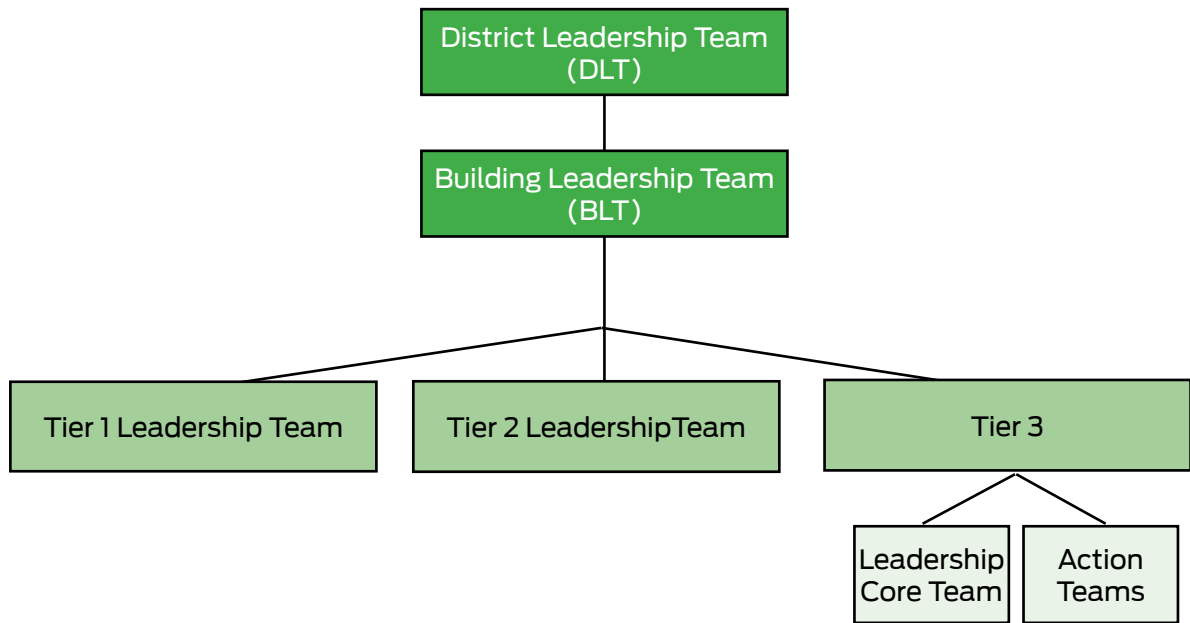 District Leadership Team
(DLT)
Building Leadership Team
(BLT)
Tier 1 Leadership Team
Tier 2 LeadershipTeam
Tier 3
Leadership
Core Team
Action
Teams